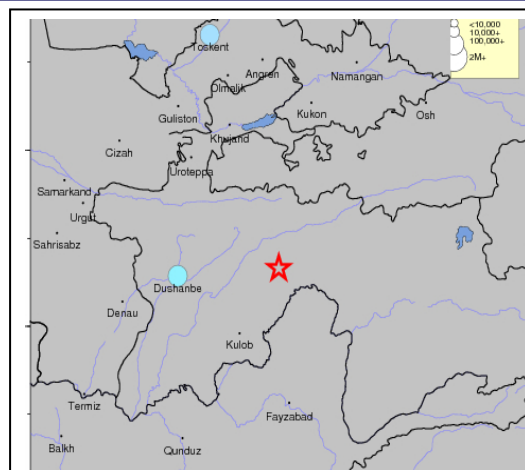 <10,000
10,000+
100,000+
2M+
Toskent
Angren
Namangan
Olmalik
Guliston
Kukon
Osh
Khujand
Cizah
Uroteppa
Samarkand
Urgut
Sahrisabz
Dushanbe
Denau
Kulob
Termiz
Fayzabad
Balkh
Qunduz